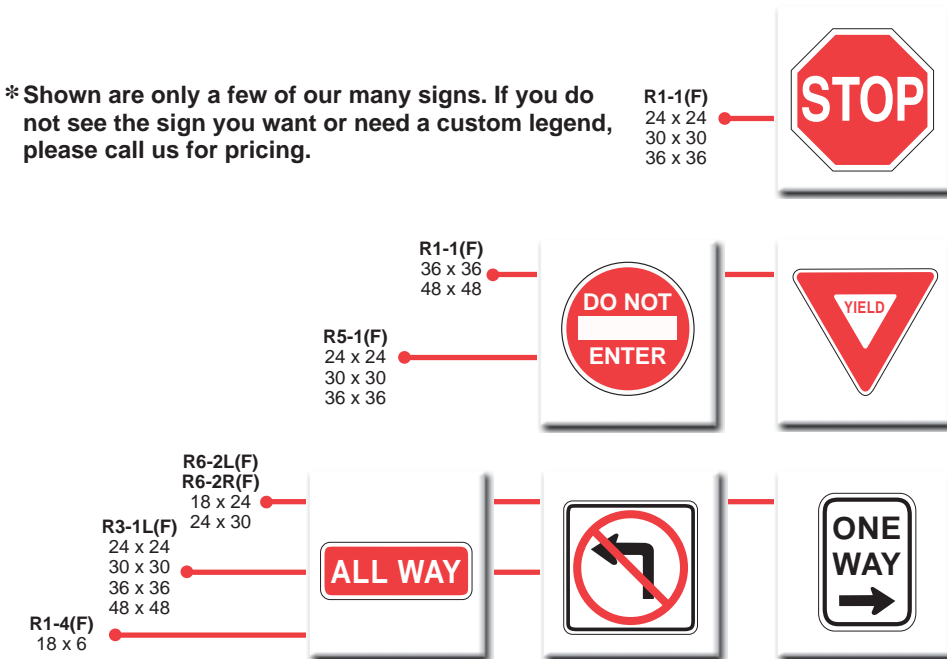 * Shown are only a few of our many signs. If you do
not see the sign you want or need a custom legend,
please call us for pricing.
R1-1(F)
24 x 24
30 x 30
36 x 36
STOP
R1-1(F)
36 x 36
48 x 48
R5-1(F)
24 x 24
30 x 30
36 x 36
DO NOT
ENTER
YIELD
R6-2L(F)
R6-2R(F)
18 x 24
24 x 30
R3-1L(F)
24 x 24
30 x 30
36 x 36
48 x 48
R1-4(F)
18 x 6
ALL WAY
ONE
WAY